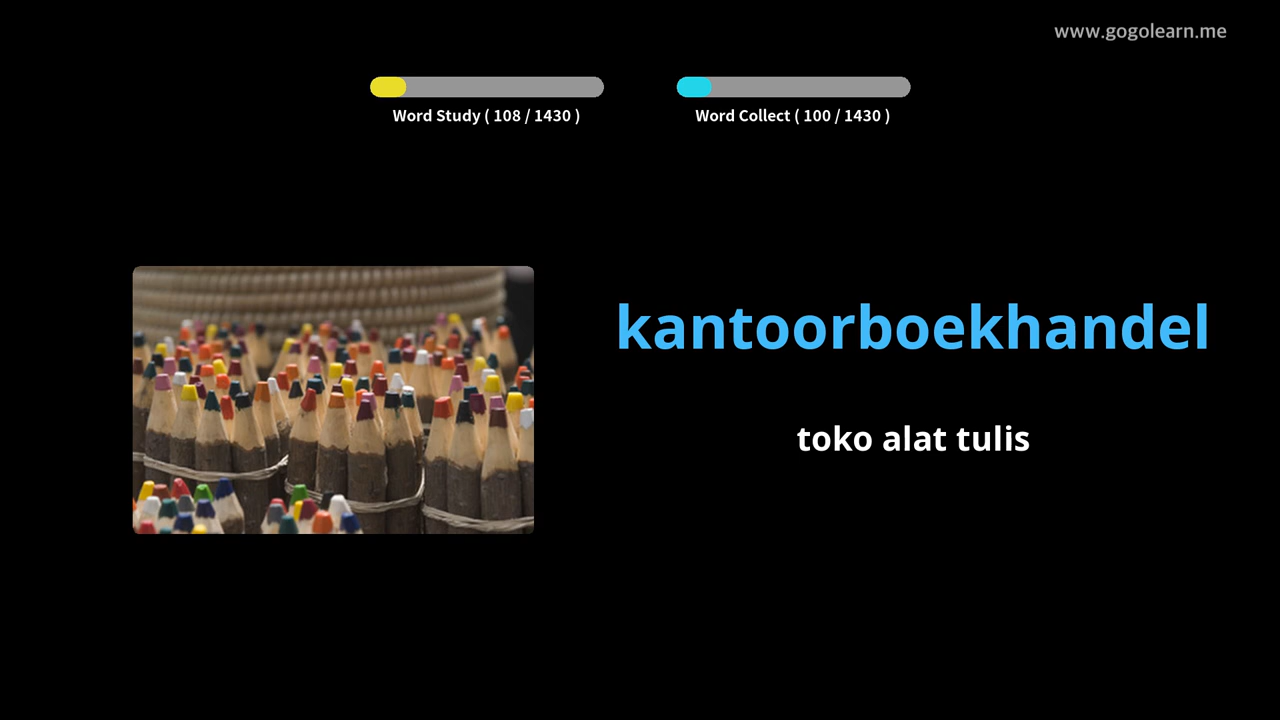 www.gogolearn.me
Word Study ( 108 / 1430 )
Word Collect ( 100 / 1430 )
kantoorboekhandel
toko alat tulis